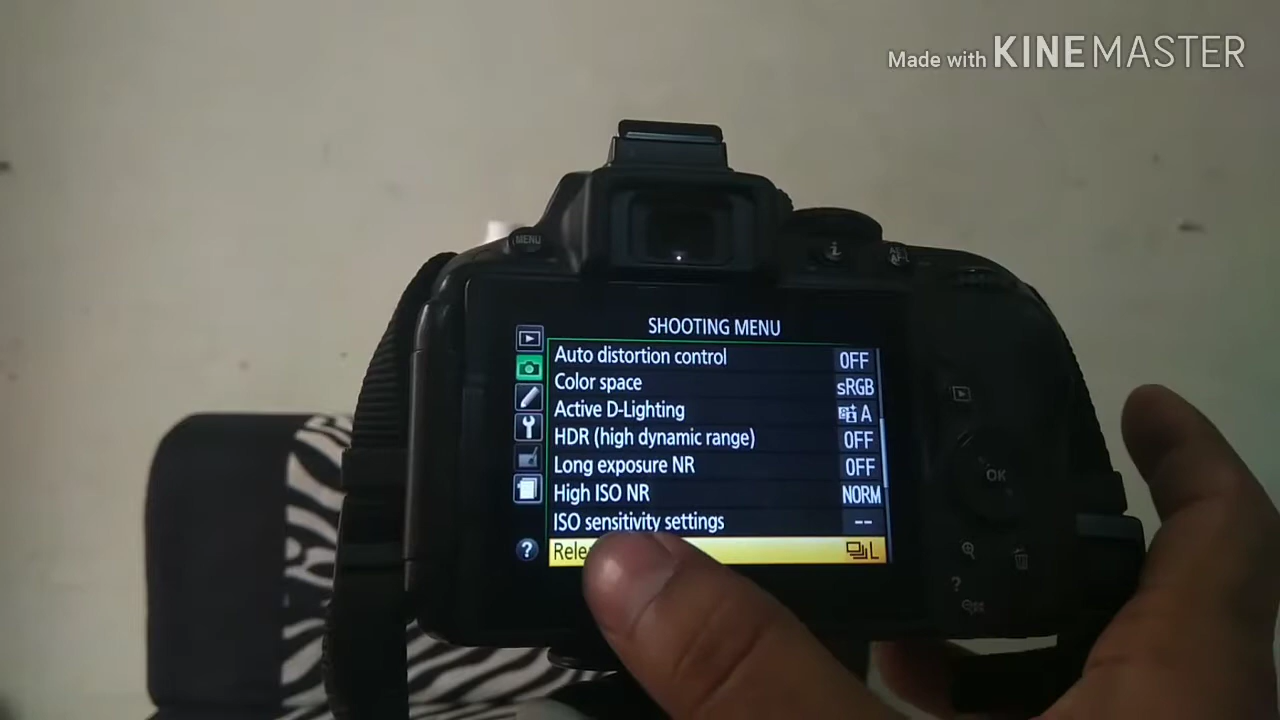 Made with KINEMASTER
MENU
i
SHOOTING MENU
Auto distortion control OFF
Color space sRGB
Active D-Lighting A
HDR (high dynamic range) OFF
Long exposure NR OFF
High ISO NR NORM
ISO sensitivity settings --
? L
OK
?